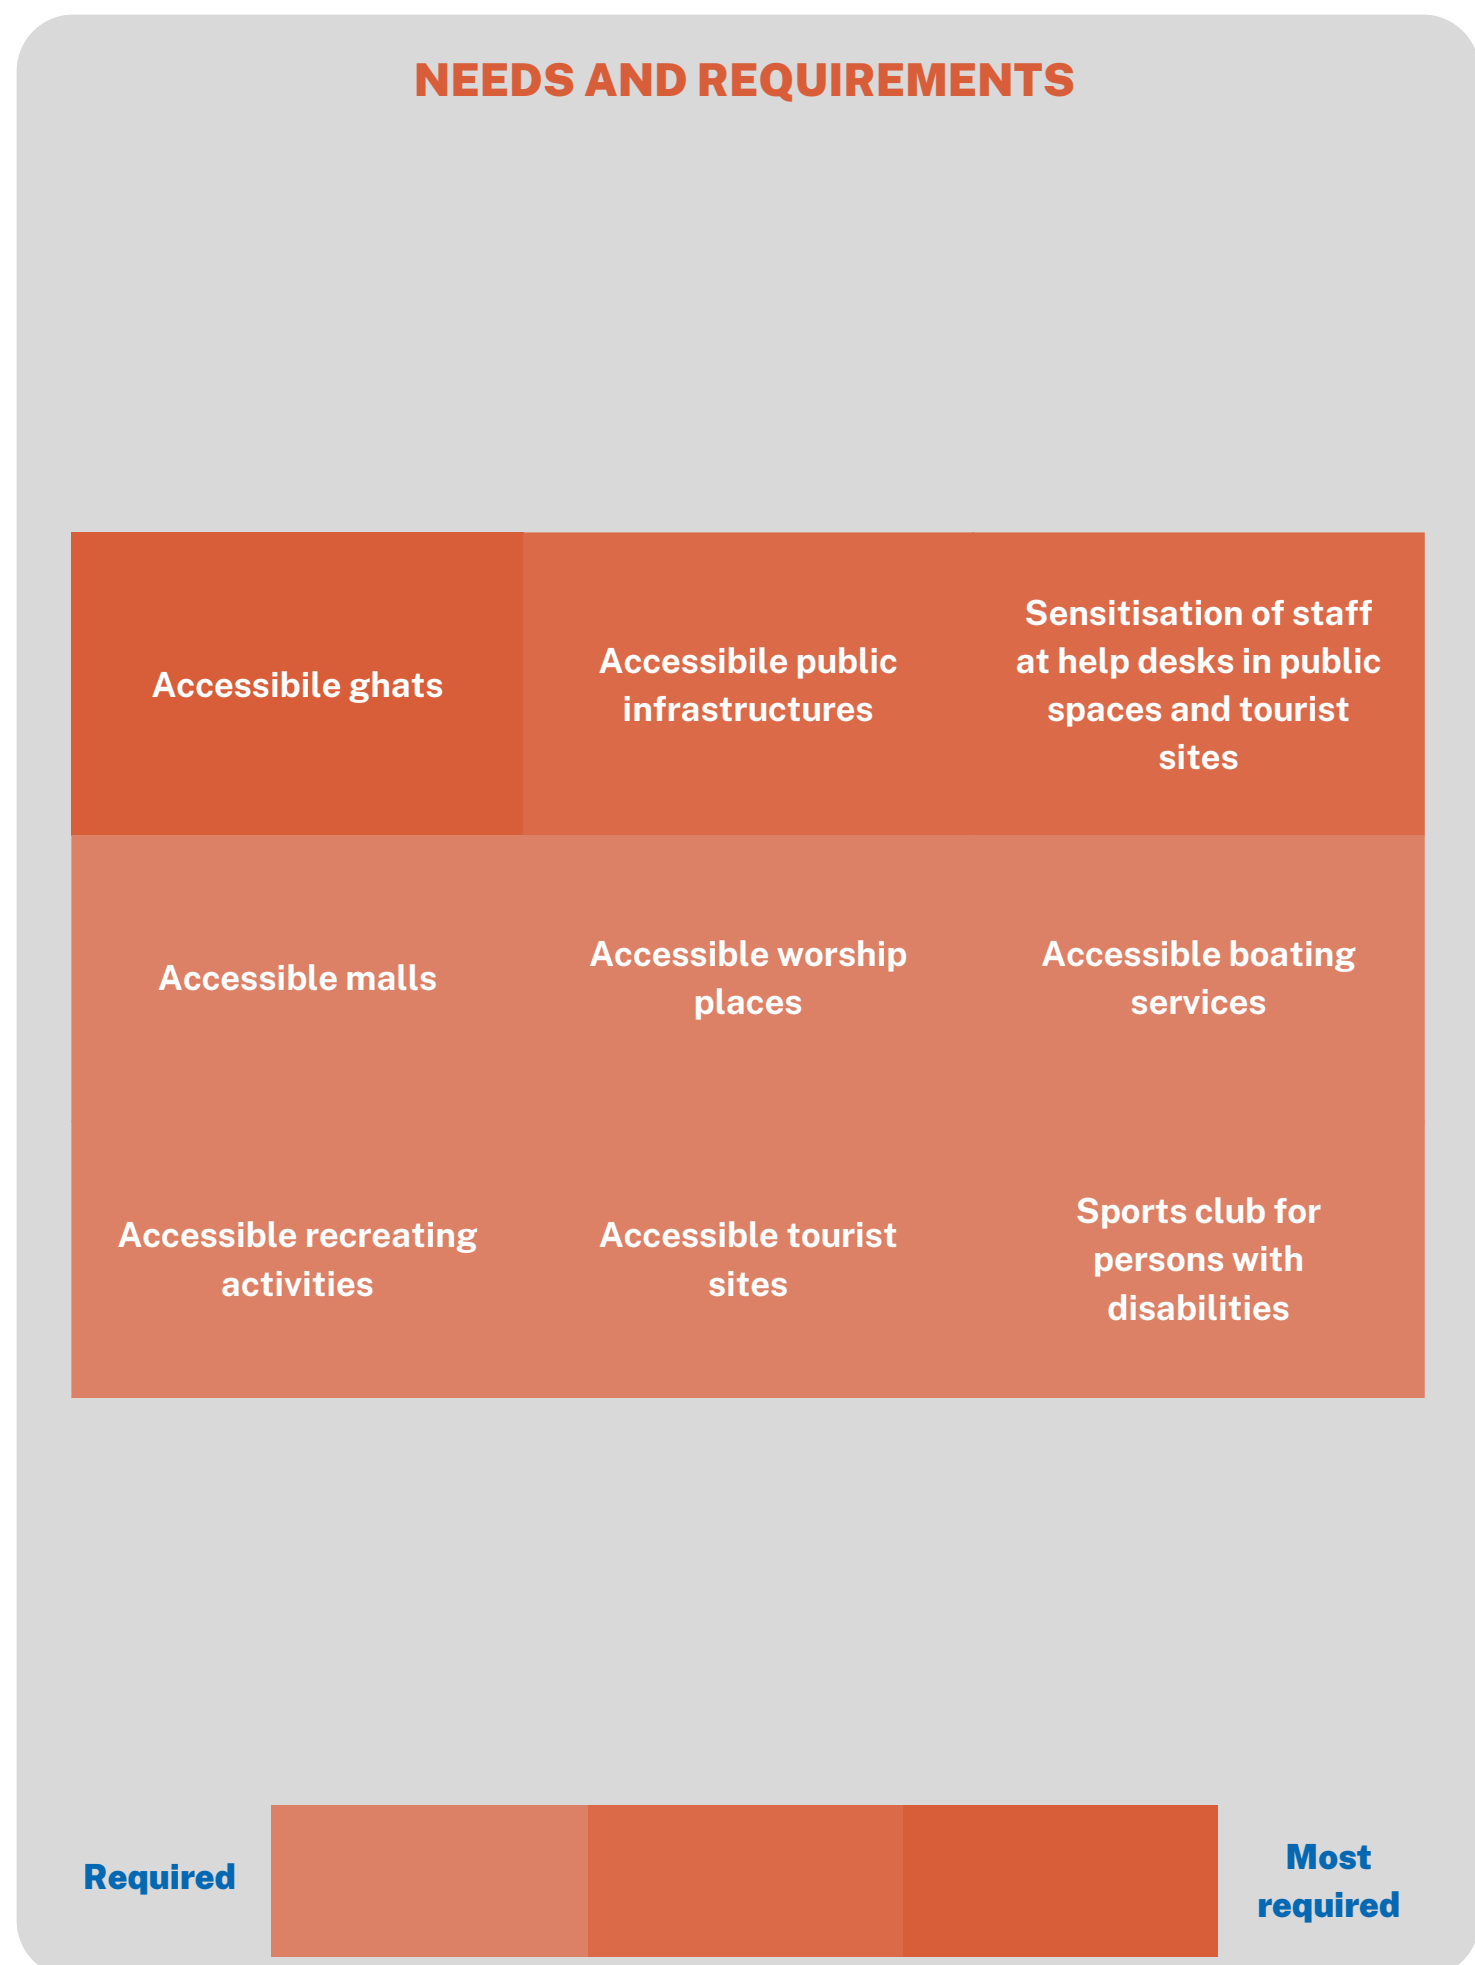 NEEDS AND REQUIREMENTS
Accessibile ghats
Accessibile public
infrastructures
Sensitisation of staff
at help desks in public
spaces and tourist
sites
Accessible malls
Accessible worship
places
Accessible boating
services
Accessible recreating
activities
Accessible tourist
sites
Sports club for
persons with
disabilities
Required
Most
required